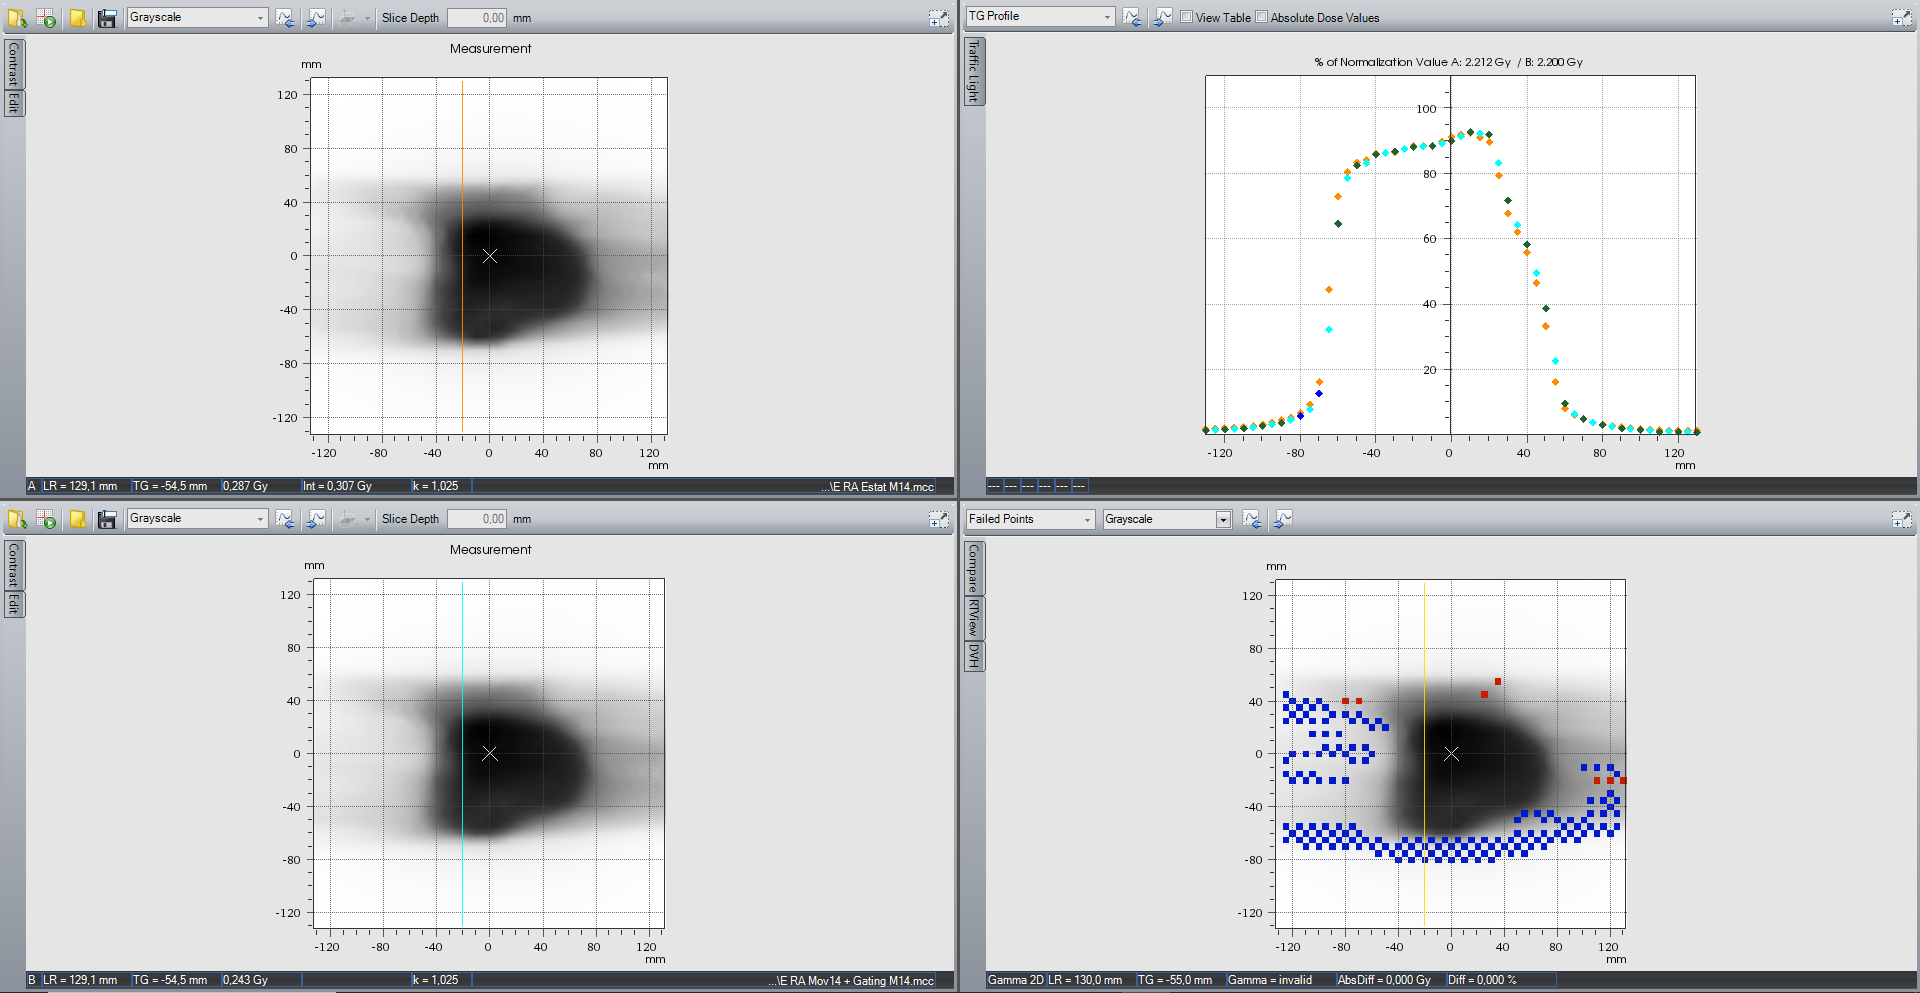 Grayscale
Slice Depth 0,00 mm
Contrast
Edit
Measurement
mm
120
80
40
0
-40
-80
-120
-120 -80 -40 0 40 80 120
mm
A LR = 129,1 mm TG = -54,5 mm 0,287 Gy Int = 0,307 Gy k = 1,025 ...\E RA Estat M14.mcc
TG Profile View Table Absolute Dose Values
Traffic Light
% of Normalization Value A: 2.212 Gy / B: 2.200 Gy
100
80
60
40
20
-120 -80 -40 0 40 80 120
mm
--- --- --- --- --- ---
Grayscale
Slice Depth 0,00 mm
Contrast
Edit
Measurement
mm
120
80
40
0
-40
-80
-120
-120 -80 -40 0 40 80 120
mm
B LR = 129,1 mm TG = -54,5 mm 0,243 Gy k = 1,025 ...\E RA Mov14 + Gating M14.mcc
Failed Points Grayscale
Compare
RTView
DVH
mm
120
80
40
0
-40
-80
-120
-120 -80 -40 0 40 80 120
mm
Gamma 2D LR = 130,0 mm TG = -55,0 mm Gamma = invalid AbsDiff = 0,000 Gy Diff = 0,000 %